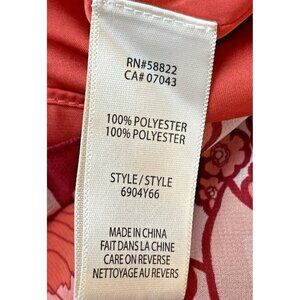 RN#58822
CA# 07043
100% POLYESTER
100% POLYESTER
STYLE / STYLE
6904Y66
MADE IN CHINA
FAIT DANS LA CHINE
CARE ON REVERSE
NETTOYAGE AU REVERS